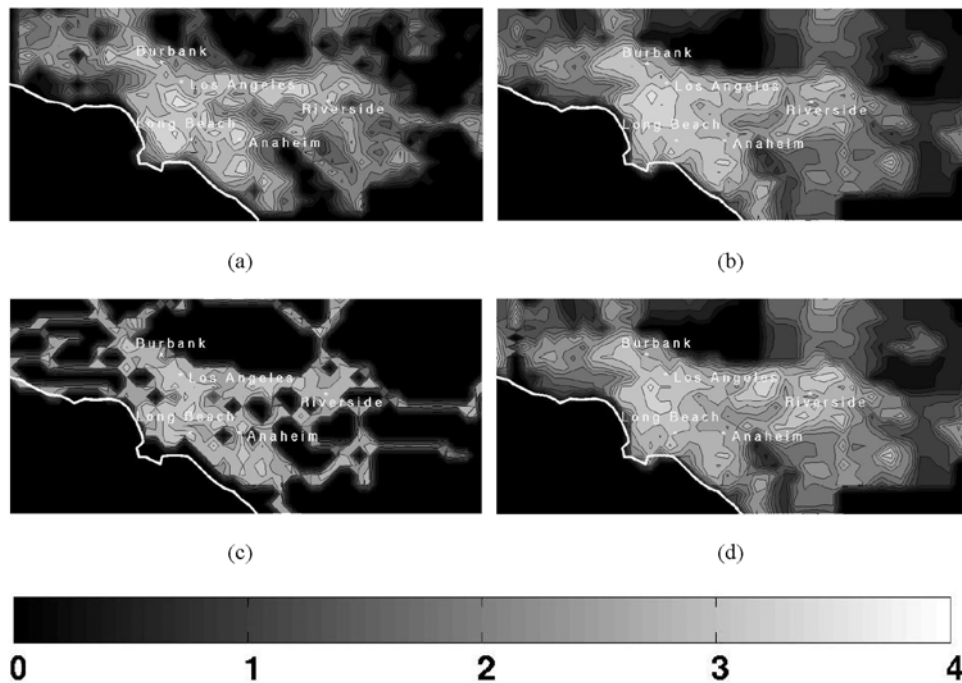 Burbank
Los Angeles
Riverside
Long Beach
Anaheim
Burbank
Los Angeles
Riverside
Long Beach
Anaheim
(a)
(b)
Burbank
Los Angeles
Riverside
Long Beach
Anaheim
Burbank
Los Angeles
Riverside
Long Beach
Anaheim
(c)
(d)
0 1 2 3 4